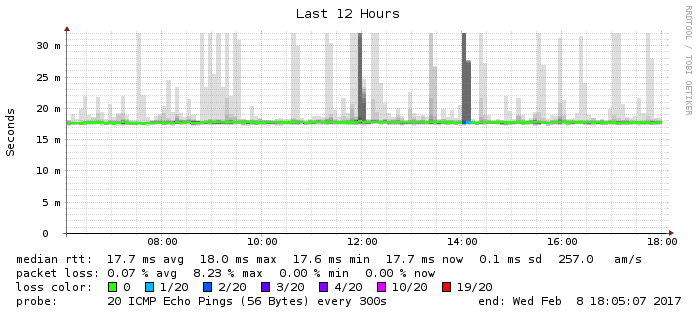 Last 12 Hours
RRDTOOL / TOBI OETIKER
Seconds
30 m
25 m
20 m
15 m
10 m
5 m
0
08:00 10:00 12:00 14:00 16:00 18:00
median rtt: 17.7 ms avg 18.0 ms max 17.6 ms min 17.7 ms now 0.1 ms sd 257.0 am/s
packet loss: 0.07 % avg 8.23 % max 0.00 % min 0.00 % now
loss color: 0 1/20 2/20 3/20 4/20 10/20 19/20
probe: 20 ICMP Echo Pings (56 Bytes) every 300s end: Wed Feb 8 18:05:07 2017